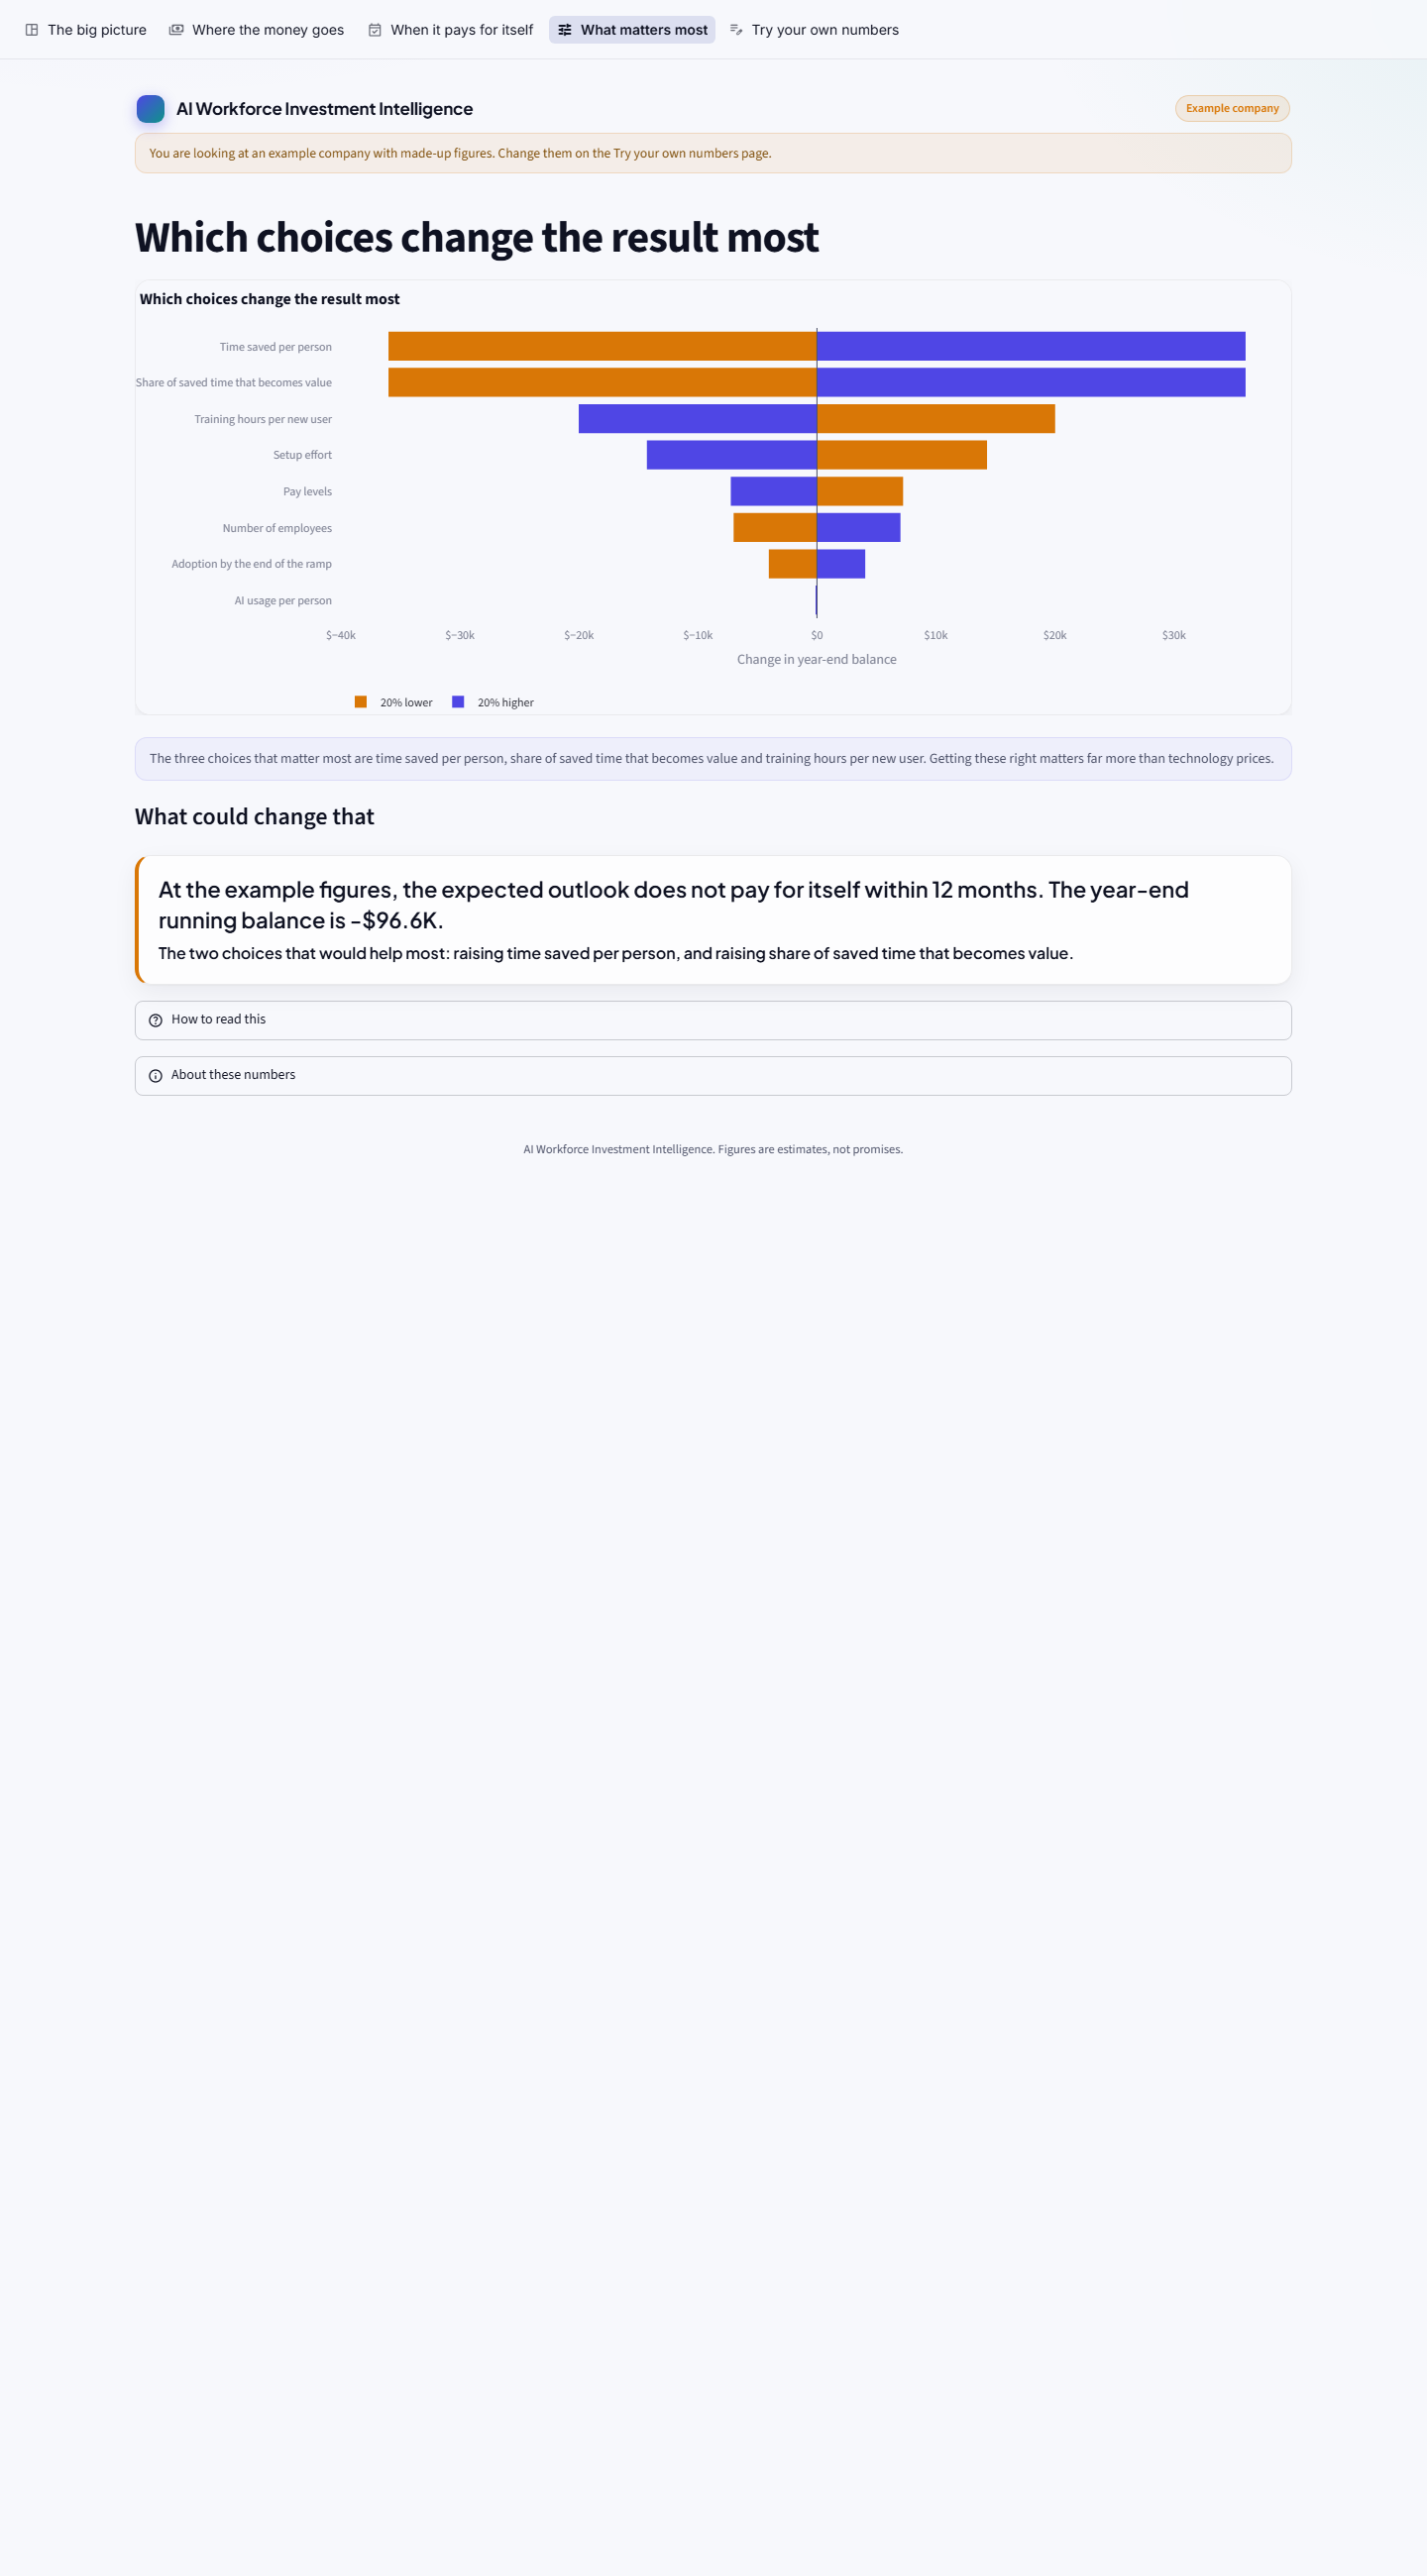 The big picture
Where the money goes
When it pays for itself
What matters most
Try your own numbers
AI Workforce Investment Intelligence
Example company
You are looking at an example company with made-up figures. Change them on the Try your own numbers page.
Which choices change the result most
Which choices change the result most
Time saved per person
Share of saved time that becomes value
Training hours per new user
Setup effort
Pay levels
Number of employees
Adoption by the end of the ramp
AI usage per person
$−40k
$−30k
$−20k
$−10k
$0
$10k
$20k
$30k
Change in year-end balance
20% lower
20% higher
The three choices that matter most are time saved per person, share of saved time that becomes value and training hours per new user. Getting these right matters far more than technology prices.
What could change that
At the example figures, the expected outlook does not pay for itself within 12 months. The year-end
running balance is -$96.6K.
The two choices that would help most: raising time saved per person, and raising share of saved time that becomes value.
How to read this
About these numbers
AI Workforce Investment Intelligence. Figures are estimates, not promises.